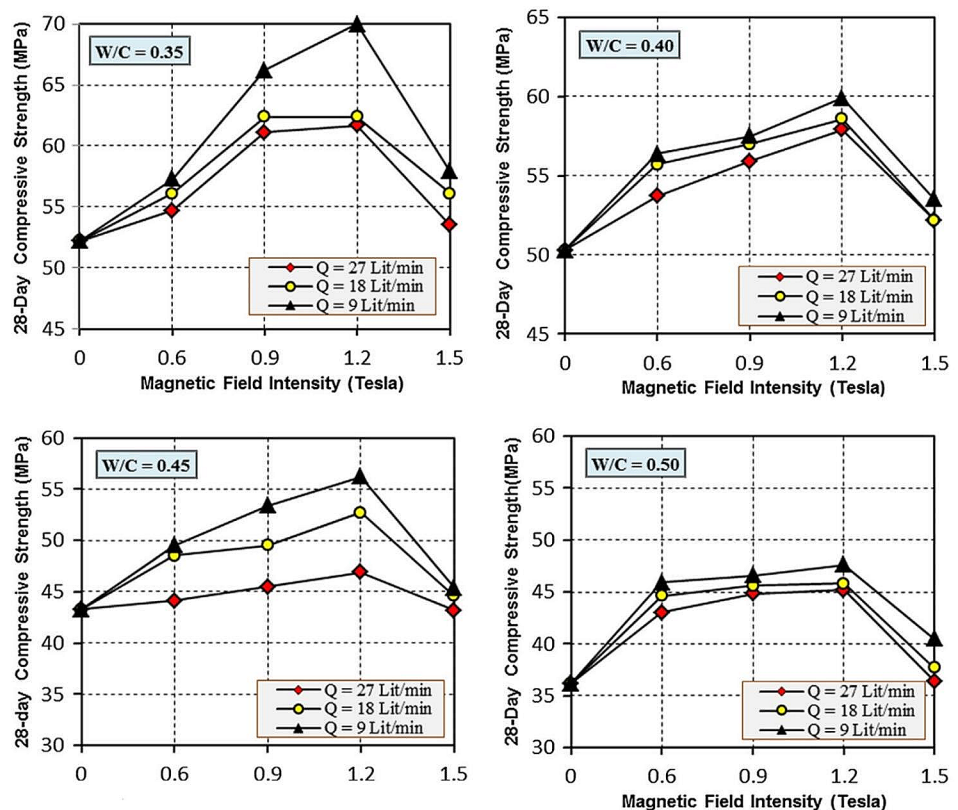 28-Day Compressive Strength (MPa)
70
65
60
55
50
45
W/C = 0.35
Q = 27 Lit/min
Q = 18 Lit/min
Q = 9 Lit/min
0 0.6 0.9 1.2 1.5
Magnetic Field Intensity (Tesla)
28-Day Compressive Strength (MPa)
65
60
55
50
45
W/C = 0.40
Q = 27 Lit/min
Q = 18 Lit/min
Q = 9 Lit/min
0 0.6 0.9 1.2 1.5
Magnetic Field Intensity (Tesla)
28-day Compressive Strength (MPa)
60
55
50
45
40
35
30
W/C = 0.45
Q = 27 Lit/min
Q = 18 Lit/min
Q = 9 Lit/min
0 0.6 0.9 1.2 1.5
28-Day Compressive Strength(MPa)
60
55
50
45
40
35
30
W/C = 0.50
Q = 27 Lit/min
Q = 18 Lit/min
Q = 9 Lit/min
0 0.6 0.9 1.2 1.5
Magnetic Field Intensity (Tesla)